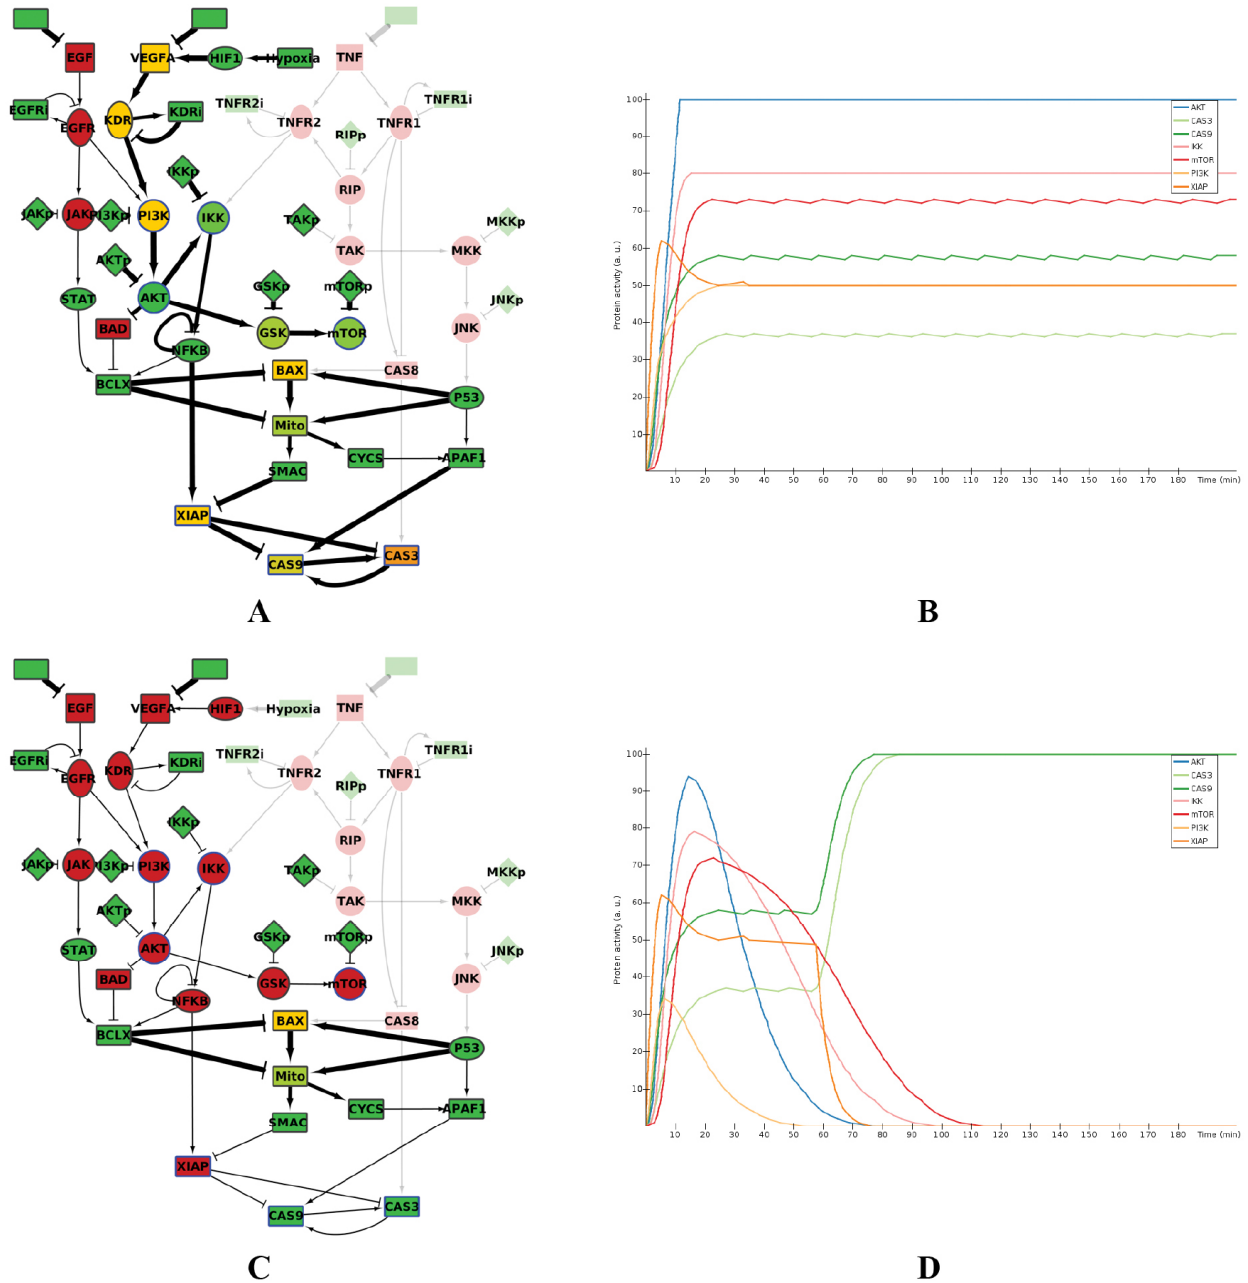 EGF
VEGFA
HIF1
Hypoxia
TNF
EGFRi
EGFR
KDR
KDRi
TNFR2i
TNFR2
TNFR1i
TNFR1
RIPp
IKKp
RIP
JAKp
JAK
PI3Kp
PI3K
IKK
TAKp
TAK
MKKp
MKK
AKTp
AKT
GSKp
mTORp
JNKp
STAT
BAD
GSK
mTOR
JNK
NFKB
BCLX
BAX
CAS8
P53
Mito
SMAC
CYCS
APAF1
XIAP
CAS9
CAS3
A
Protein activity (a. u.)
100
90
80
70
60
50
40
30
20
10
10 20 30 40 50 60 70 80 90 100 110 120 130 140 150 160 170 180 Time (min)
AKT
CAS3
CAS9
IKK
mTOR
PI3K
XIAP
B
EGF
VEGFA
HIF1
Hypoxia
TNF
EGFRi
EGFR
KDR
KDRi
TNFR2i
TNFR2
TNFR1i
TNFR1
RIPp
IKKp
RIP
JAKp
JAK
I3Kp
PI3K
IKK
TAKp
TAK
MKKp
MKK
AKTp
AKT
GSKp
mTORp
JNKp
STAT
BAD
GSK
mTOR
JNK
NFKB
BCLX
BAX
CAS8
P53
Mito
SMAC
CYCS
APAF1
XIAP
CAS9
CAS3
C
Proten activity (a. u.)
100
90
80
70
60
50
40
30
20
10
10 20 30 40 50 60 70 80 90 100 110 120 130 140 150 160 170 180 Time (min)
AKT
CAS3
CAS9
IKK
mTOR
PI3K
XIAP
D